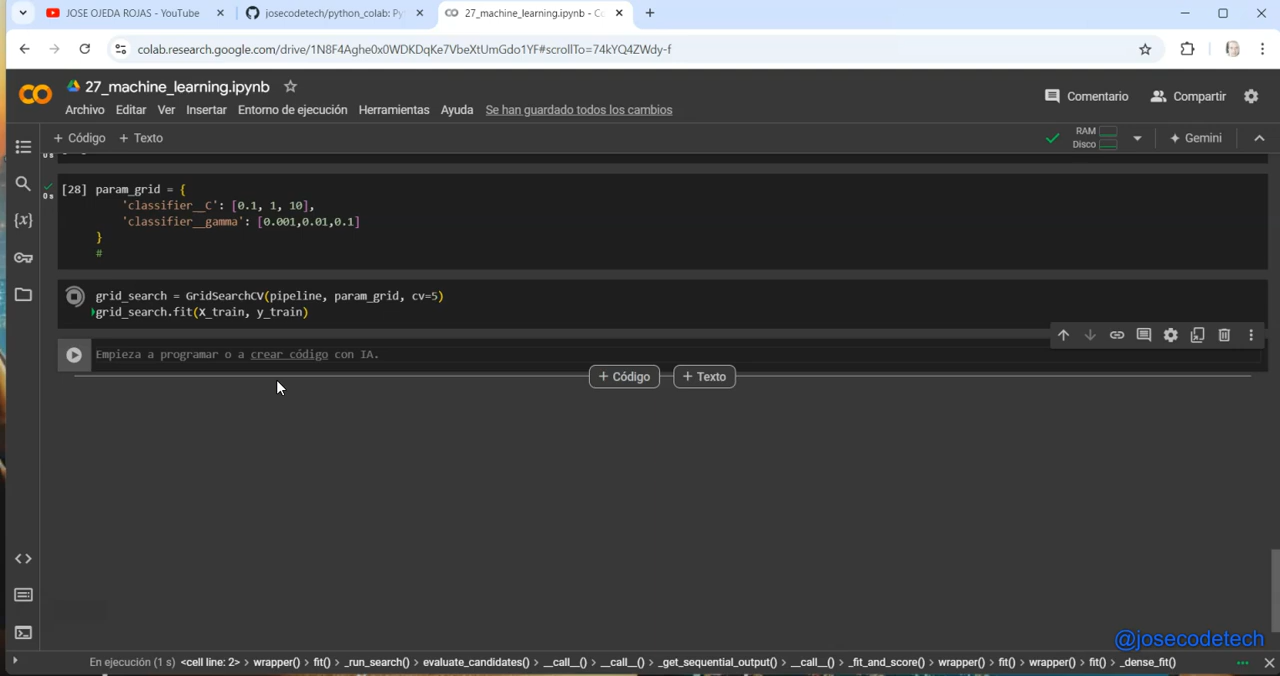 JOSE OJEDA ROJAS - YouTube
josecodetech/python_colab: Py
27_machine_learning.ipynb - Co
colab.research.google.com/drive/1N8F4Aghe0x0WDKDqKe7VbeXtUmGdo1YF#scrollTo=74kYQ4ZWdy-f
27_machine_learning.ipynb
Archivo Editar Ver Insertar Entorno de ejecución Herramientas Ayuda Se han guardado todos los cambios
Comentario Compartir
+ Código + Texto
RAM
Disco
Gemini
0 s
[28] param_grid = {
'classifier__C': [0.1, 1, 10],
'classifier__gamma': [0.001,0.01,0.1]
}
#
0 s
grid_search = GridSearchCV(pipeline, param_grid, cv=5)
grid_search.fit(X_train, y_train)
Empieza a programar o a crear código con IA.
+ Código + Texto
@josecodetech
En ejecución (1 s) <cell line: 2> > wrapper() > fit() > _run_search() > evaluate_candidates() > __call__() > __call__() > _get_sequential_output() > __call__() > _fit_and_score() > wrapper() > fit() > wrapper() > fit() > _dense_fit()